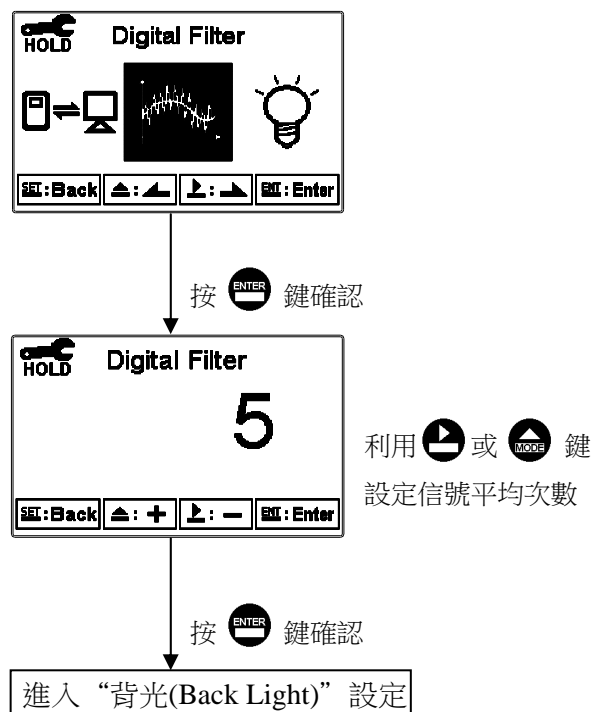 HOLD Digital Filter
SET:Back ▲: ◢ ▶: ◣ ENT:Enter
按 ENTER 鍵確認
HOLD Digital Filter
5
SET:Back ▲: + ▶: − ENT:Enter
利用 或 MODE 鍵
設定信號平均次數
按 ENTER 鍵確認
進入“背光(Back Light)”設定